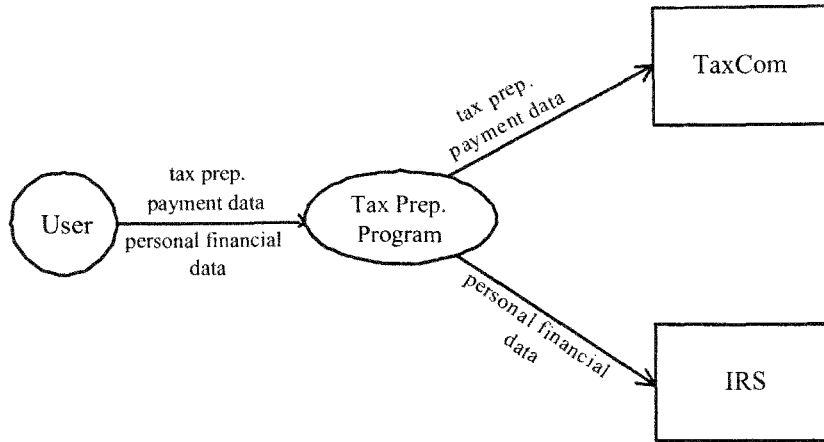 User
tax prep.
payment data
personal financial
data
Tax Prep.
Program
tax prep.
payment data
TaxCom
personal financial
data
IRS